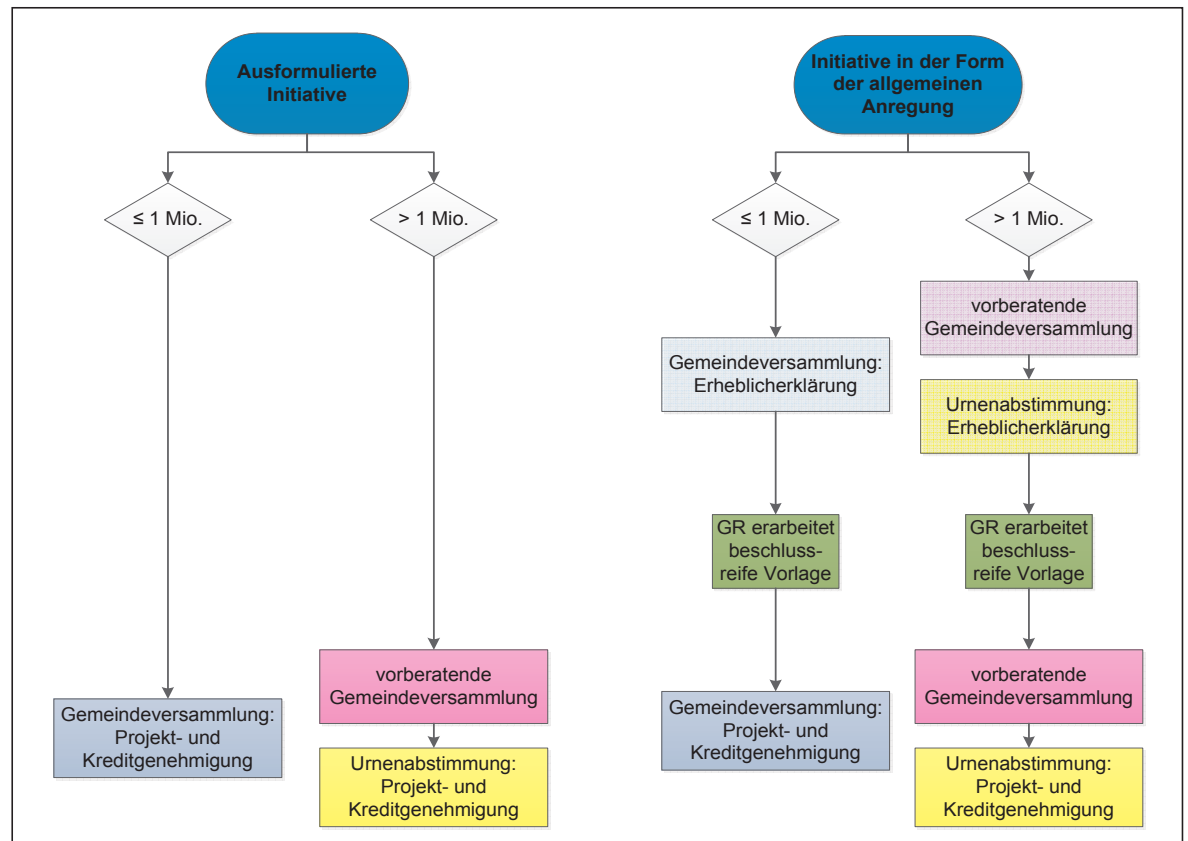 Ausformulierte
Initiative
≤ 1 Mio.
> 1 Mio.
Gemeindeversammlung:
Projekt- und
Kreditgenehmigung
vorberatende
Gemeindeversammlung
Urnenabstimmung:
Projekt- und
Kreditgenehmigung
Initiative in der Form
der allgemeinen
Anregung
≤ 1 Mio.
> 1 Mio.
Gemeindeversammlung:
Erheblicherklärung
GR erarbeitet
beschluss-
reife Vorlage
Gemeindeversammlung:
Projekt- und
Kreditgenehmigung
vorberatende
Gemeindeversammlung
Urnenabstimmung:
Erheblicherklärung
GR erarbeitet
beschluss-
reife Vorlage
vorberatende
Gemeindeversammlung
Urnenabstimmung:
Projekt- und
Kreditgenehmigung